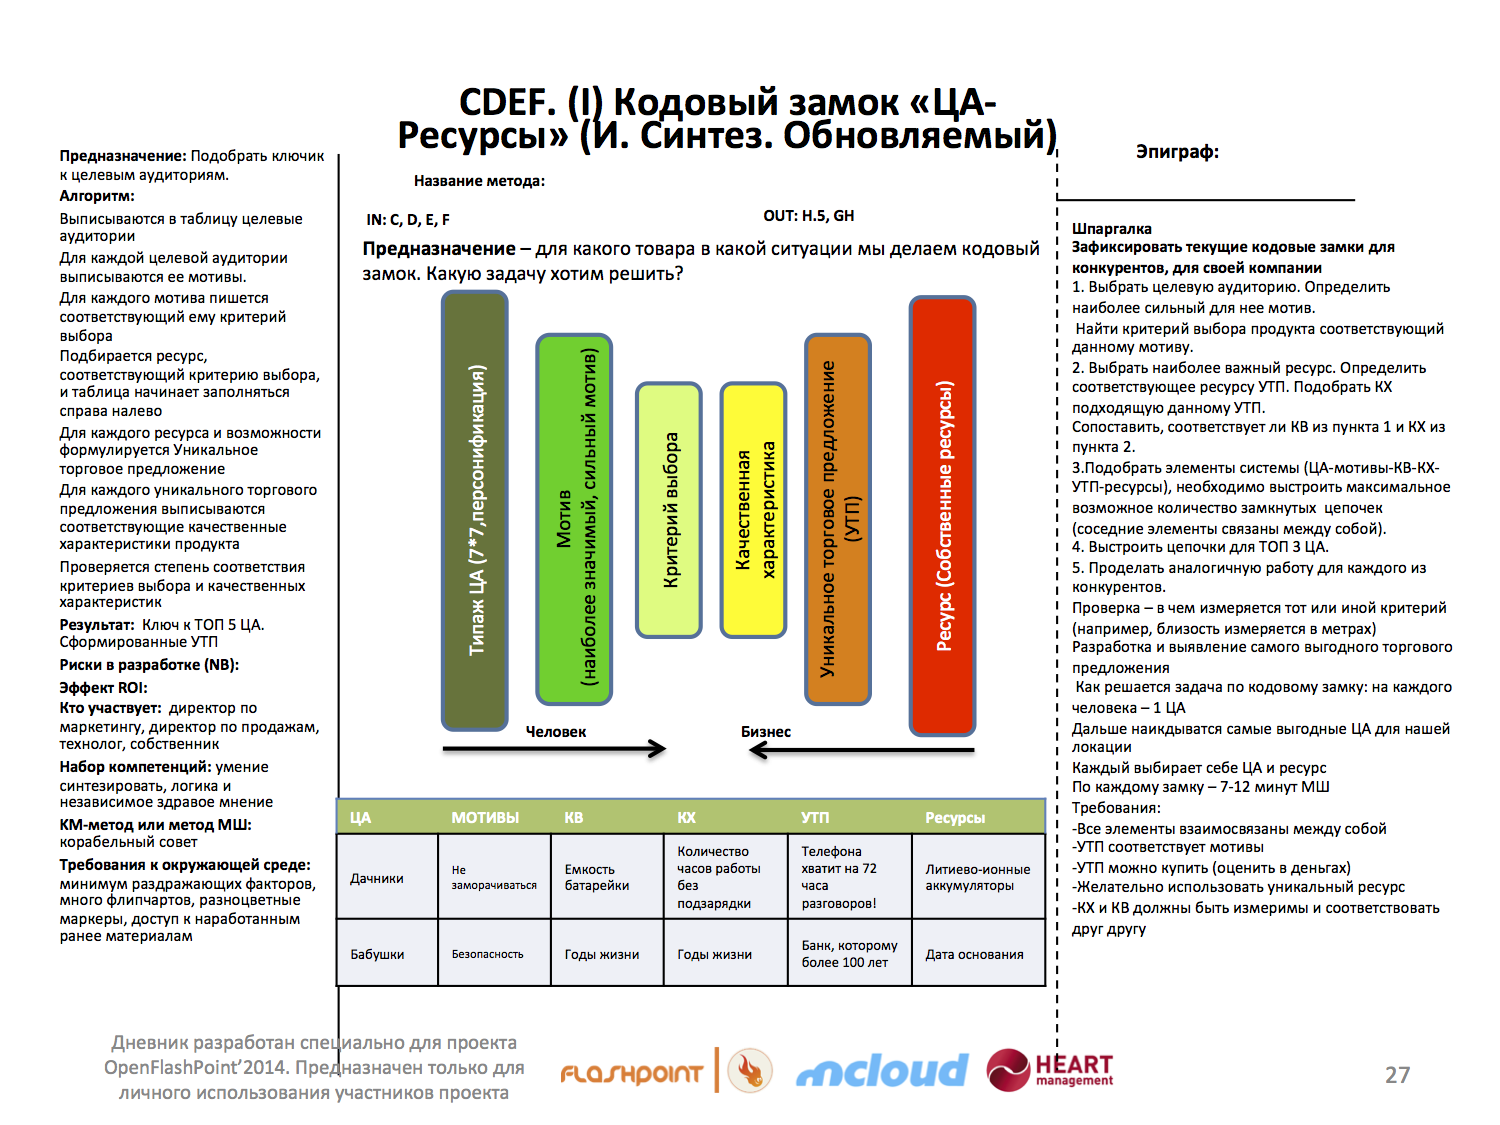 CDEF. (I) Кодовый замок «ЦА-
Ресурсы» (И. Синтез. Обновляемый)
Предназначение: Подобрать ключик
к целевым аудиториям.
Алгоритм:
Выписываются в таблицу целевые
аудитории
Для каждой целевой аудитории
выписываются ее мотивы.
Для каждого мотива пишется
соответствующий ему критерий
выбора
Подбирается ресурс,
соответствующий критерию выбора,
и таблица начинает заполняться
справа налево
Для каждого ресурса и возможности
формулируется Уникальное
торговое предложение
Для каждого уникального торгового
предложения выписываются
соответствующие качественные
характеристики продукта
Проверяется степень соответствия
критериев выбора и качественных
характеристик
Результат: Ключ к ТОП 5 ЦА.
Сформированные УТП
Риски в разработке (NB):
Эффект ROI:
Кто участвует: директор по
маркетингу, директор по продажам,
технолог, собственник
Набор компетенций: умение
синтезировать, логика и
независимое здравое мнение
КМ-метод или метод МШ:
корабельный совет
Требования к окружающей среде:
минимум раздражающих факторов,
много флипчартов, разноцветные
маркеры, доступ к наработанным
ранее материалам
Название метода:
IN: C, D, E, F
OUT: H.5, GH
Предназначение – для какого товара в какой ситуации мы делаем кодовый
замок. Какую задачу хотим решить?
Типаж ЦА (7*7,персонификация)
Мотив
(наиболее значимый, сильный мотив)
Критерий выбора
Качественная
характеристика
Уникальное торговое предложение
(УТП)
Ресурс (Собственные ресурсы)
Человек
Бизнес
ЦА МОТИВЫ КВ КХ УТП Ресурсы
Дачники
Не
заморачиваться
Емкость
батарейки
Количество
часов работы
без
подзарядки
Телефона
хватит на 72
часа
разговоров!
Литиево-ионные
аккумуляторы
Бабушки
Безопасность
Годы жизни
Годы жизни
Банк, которому
более 100 лет
Дата основания
Эпиграф:
Шпаргалка
Зафиксировать текущие кодовые замки для
конкурентов, для своей компании
1. Выбрать целевую аудиторию. Определить
наиболее сильный для нее мотив.
Найти критерий выбора продукта соответствующий
данному мотиву.
2. Выбрать наиболее важный ресурс. Определить
соответствующее ресурсу УТП. Подобрать КХ
подходящую данному УТП.
Сопоставить, соответствует ли КВ из пункта 1 и КХ из
пункта 2.
3.Подобрать элементы системы (ЦА-мотивы-КВ-КХ-
УТП-ресурсы), необходимо выстроить максимальное
возможное количество замкнутых цепочек
(соседние элементы связаны между собой).
4. Выстроить цепочки для ТОП 3 ЦА.
5. Проделать аналогичную работу для каждого из
конкурентов.
Проверка – в чем измеряется тот или иной критерий
(например, близость измеряется в метрах)
Разработка и выявление самого выгодного торгового
предложения
Как решается задача по кодовому замку: на каждого
человека – 1 ЦА
Дальше наикдыватся самые выгодные ЦА для нашей
локации
Каждый выбирает себе ЦА и ресурс
По каждому замку – 7-12 минут МШ
Требования:
-Все элементы взаимосвязаны между собой
-УТП соответствует мотивы
-УТП можно купить (оценить в деньгах)
-Желательно использовать уникальный ресурс
-КХ и КВ должны быть измеримы и соответствовать
друг другу
Дневник разработан специально для проекта
OpenFlashPoint’2014. Предназначен только для
личного использования участников проекта
FLASHPOINT
mcloud
HEART
management
27